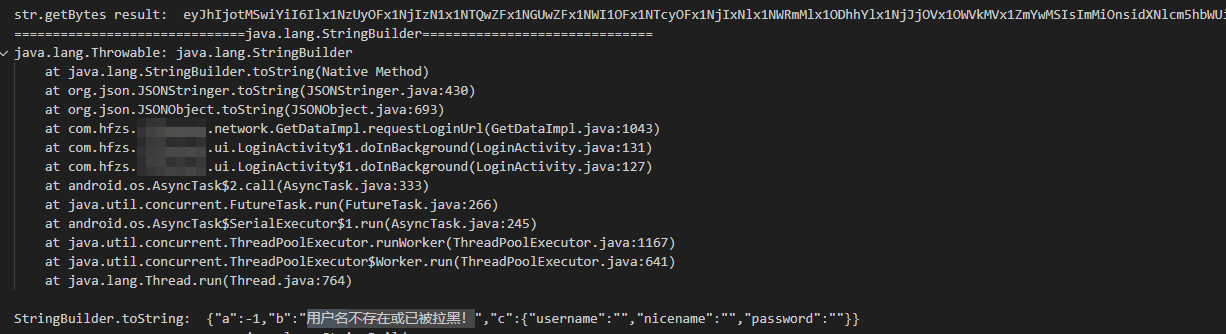 str.getBytes result:  eyJhIjotMSwiYiI6Ilx1NzUyOFx1NjIzN1x1NTQwZFx1NGUwZFx1NWI1OFx1NTcyOFx1NjIxNlx1NWRmMlx1ODhhYlx1NjJjOVx1OWVkMVx1ZmYwMSIsImMiOnsidXNlcm5hbWUi
==============================java.lang.StringBuilder==============================
java.lang.Throwable: java.lang.StringBuilder
at java.lang.StringBuilder.toString(Native Method)
at org.json.JSONStringer.toString(JSONStringer.java:430)
at org.json.JSONObject.toString(JSONObject.java:693)
at com.hfzs. .network.GetDataImpl.requestLoginUrl(GetDataImpl.java:1043)
at com.hfzs. .ui.LoginActivity$1.doInBackground(LoginActivity.java:131)
at com.hfzs. .ui.LoginActivity$1.doInBackground(LoginActivity.java:127)
at android.os.AsyncTask$2.call(AsyncTask.java:333)
at java.util.concurrent.FutureTask.run(FutureTask.java:266)
at android.os.AsyncTask$SerialExecutor$1.run(AsyncTask.java:245)
at java.util.concurrent.ThreadPoolExecutor.runWorker(ThreadPoolExecutor.java:1167)
at java.util.concurrent.ThreadPoolExecutor$Worker.run(ThreadPoolExecutor.java:641)
at java.lang.Thread.run(Thread.java:764)
StringBuilder.toString:  {"a":-1,"b":"用户名不存在或已被拉黑！","c":{"username":"","nicename":"","password":""}}